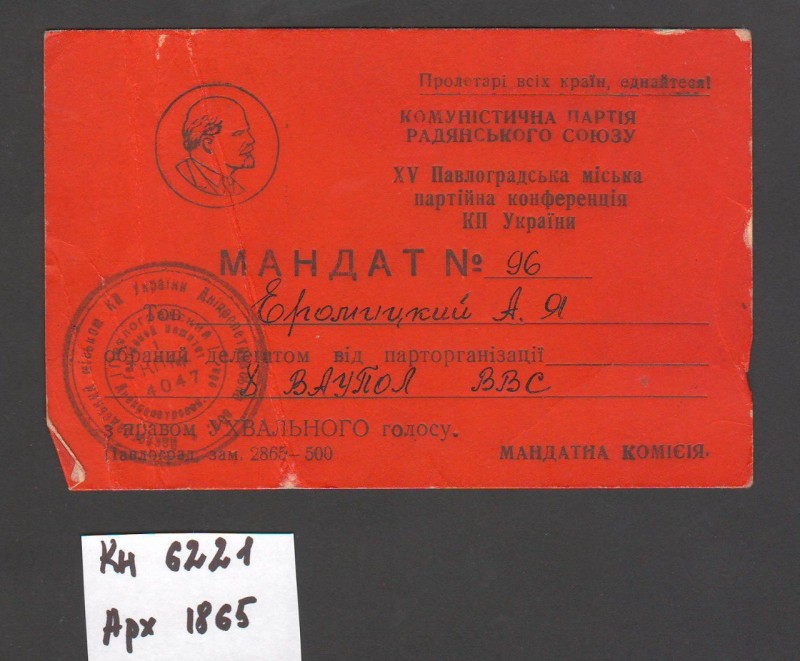 Пролетарі всіх країн, єднайтеся!
КОМУНІСТИЧНА ПАРТІЯ
РАДЯНСЬКОГО СОЮЗУ
XV Павлоградська міська
партійна конференція
КП України
МАНДАТ № 96
Тов. Еромицкий А. Я
обраний делегатом від парторганізації
Х ВАУПОЛ ВВС
з правом УХВАЛЬНОГО голосу.
Павлоград, зам. 2865—500
МАНДАТНА КОМІСІЯ.
4047
Кн 6221
Арх 1865